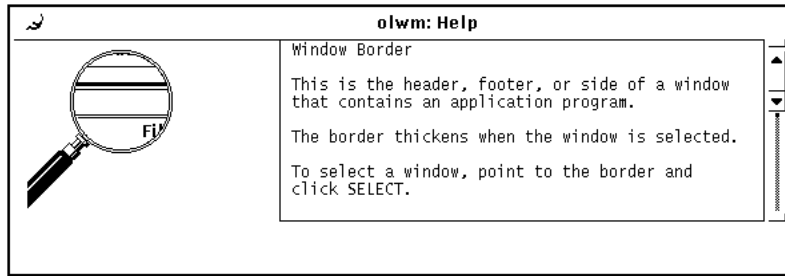 olwm: Help
Window Border
This is the header, footer, or side of a window
that contains an application program.
The border thickens when the window is selected.
To select a window, point to the border and
click SELECT.